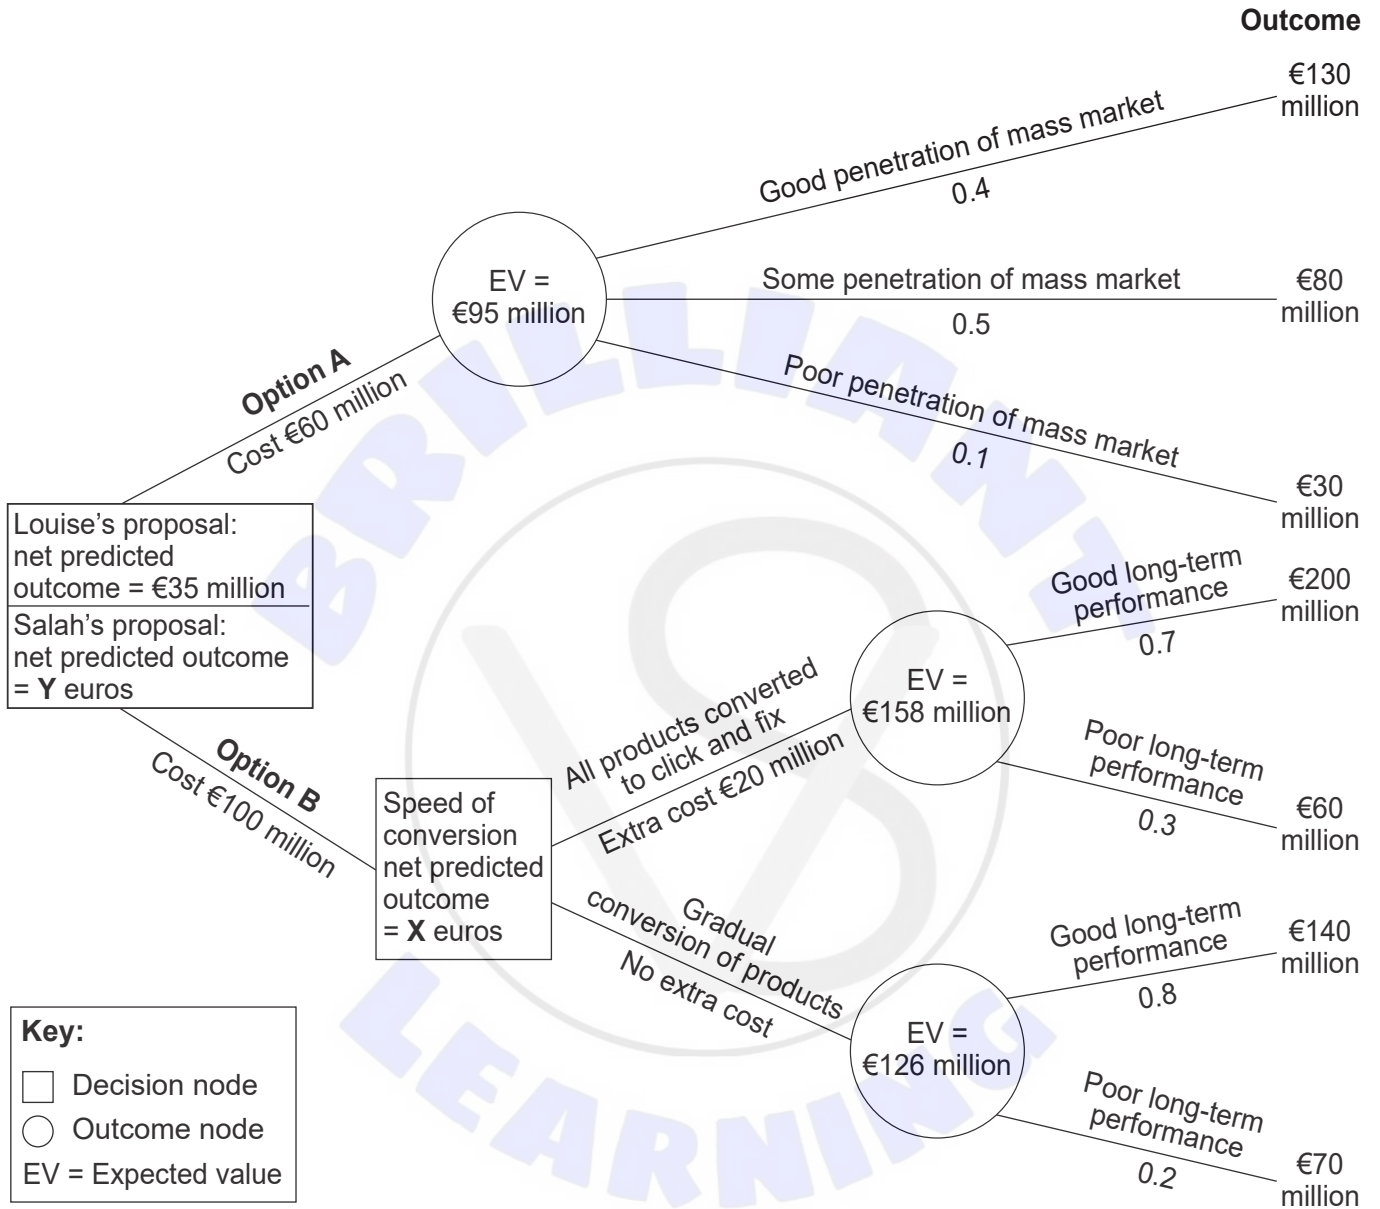 Outcome
€130
million
Good penetration of mass market
0.4
EV =
€95 million
Some penetration of mass market
0.5
€80
million
Poor penetration of mass market
0.1
€30
million
Option A
Cost €60 million
Louise's proposal:
net predicted
outcome = €35 million
Salah's proposal:
net predicted outcome
= Y euros
Option B
Cost €100 million
Speed of
conversion
net predicted
outcome
= X euros
All products converted
to click and fix
Extra cost €20 million
EV =
€158 million
Good long-term
performance
0.7
€200
million
Poor long-term
performance
0.3
€60
million
Gradual
conversion of products
No extra cost
EV =
€126 million
Good long-term
performance
0.8
€140
million
Poor long-term
performance
0.2
€70
million
Key:
Decision node
Outcome node
EV = Expected value
BRILLIANT
LEARNING